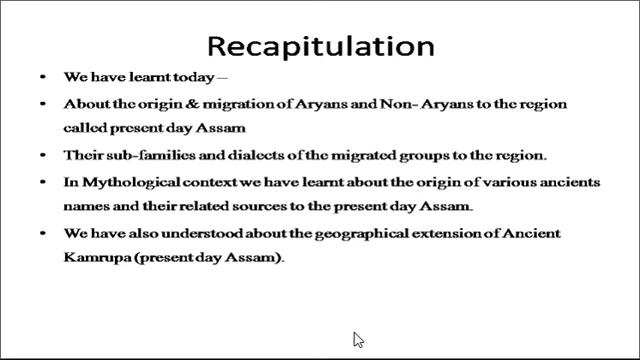 Recapitulation
• We have learnt today –
• About the origin & migration of Aryans and Non- Aryans to the region
called present day Assam
• Their sub-families and dialects of the migrated groups to the region.
• In Mythological context we have learnt about the origin of various ancients
names and their related sources to the present day Assam.
• We have also understood about the geographical extension of Ancient
Kamrupa (present day Assam).